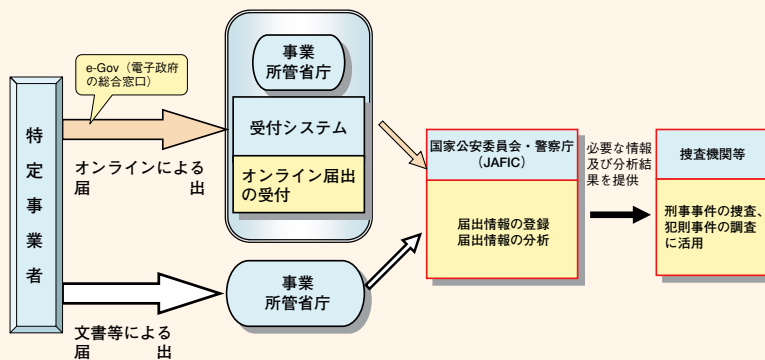 特定事業者
e-Gov（電子政府
の総合窓口）
オンラインによる
届　　　　出
文書等による
届　　　　出
事業
所管省庁
受付システム
オンライン届出
の受付
事業
所管省庁
国家公安委員会・警察庁
（JAFIC）
届出情報の登録
届出情報の分析
必要な情報
及び分析結
果を提供
捜査機関等
刑事事件の捜査、
犯則事件の調査
に活用